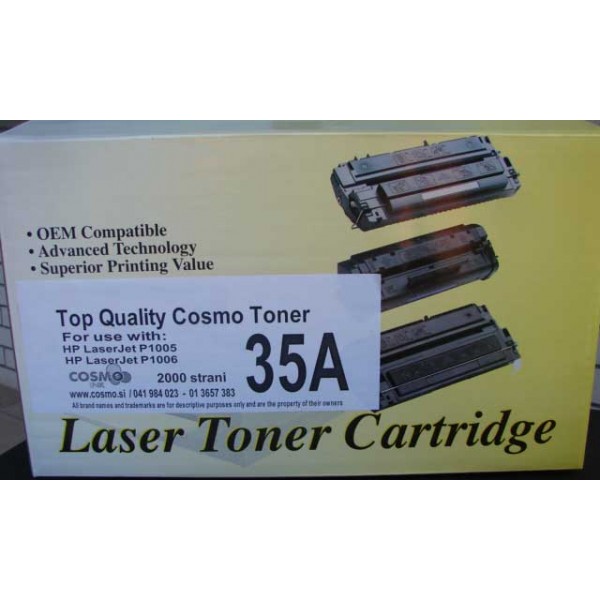 • OEM Compatible
• Advanced Technology
• Superior Printing Value
Top Quality Cosmo Toner
For use with:
HP LaserJet P1005
HP LaserJet P1006
35A
COSMO INK
2000 strani
www.cosmo.si / 041 984 023 - 01 3657 383
All brand names and trademarks are for descriptive purposes only and are the property of their owners
Laser Toner Cartridge